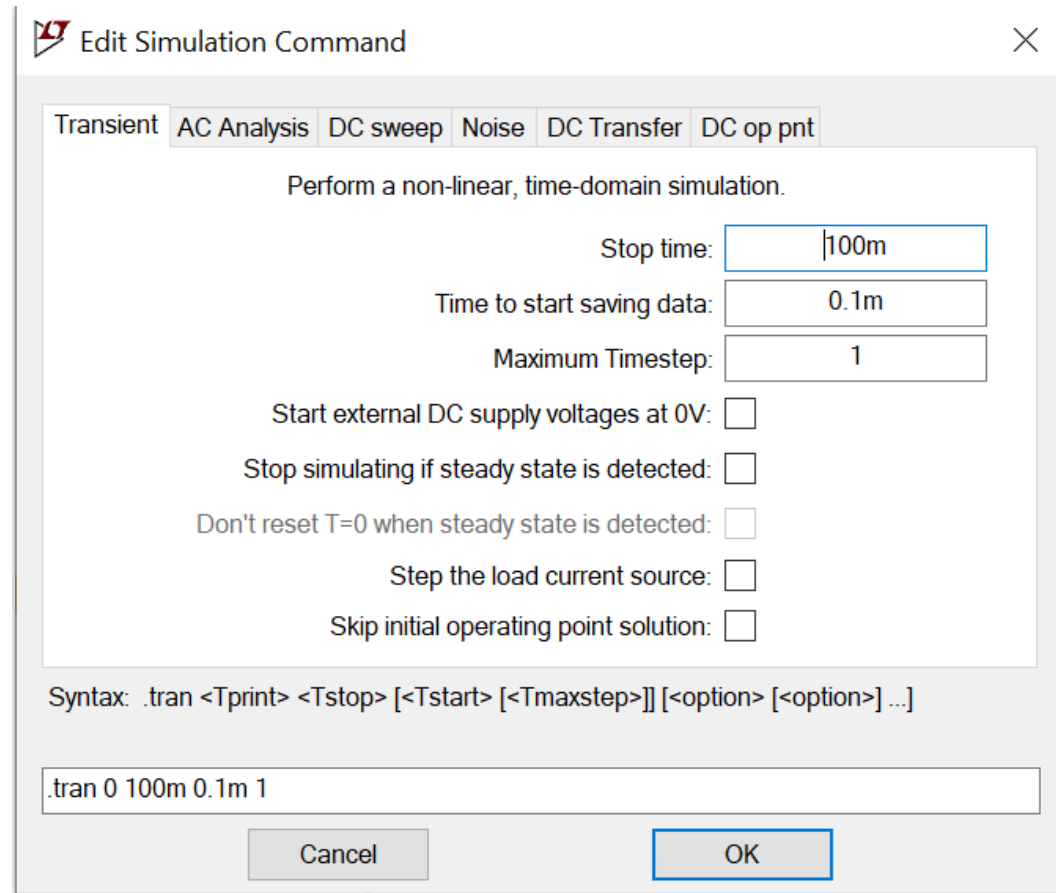 Edit Simulation Command
Transient AC Analysis DC sweep Noise DC Transfer DC op pnt
Perform a non-linear, time-domain simulation.
Stop time: 100m
Time to start saving data: 0.1m
Maximum Timestep: 1
Start external DC supply voltages at 0V:
Stop simulating if steady state is detected:
Don't reset T=0 when steady state is detected:
Step the load current source:
Skip initial operating point solution:
Syntax: .tran <Tprint> <Tstop> [<Tstart> [<Tmaxstep>]] [<option> [<option>] ...]
.tran 0 100m 0.1m 1
Cancel OK